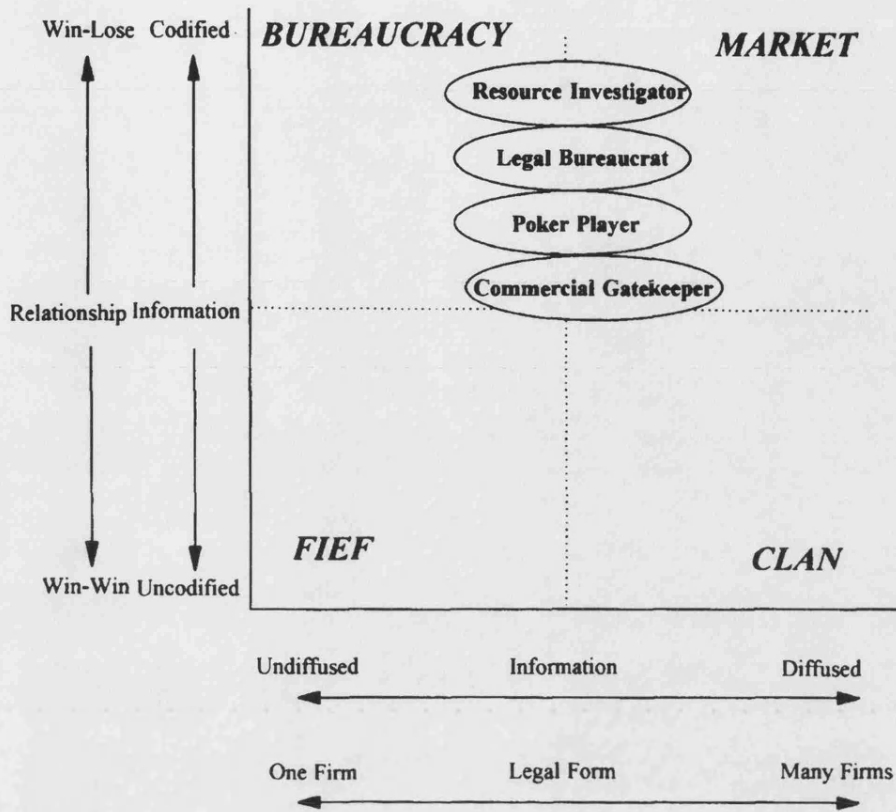 Win-Lose Codified
BUREAUCRACY
MARKET
Resource Investigator
Legal Bureaucrat
Poker Player
Commercial Gatekeeper
Relationship Information
FIEF
CLAN
Win-Win Uncodified
Undiffused Information Diffused
One Firm Legal Form Many Firms